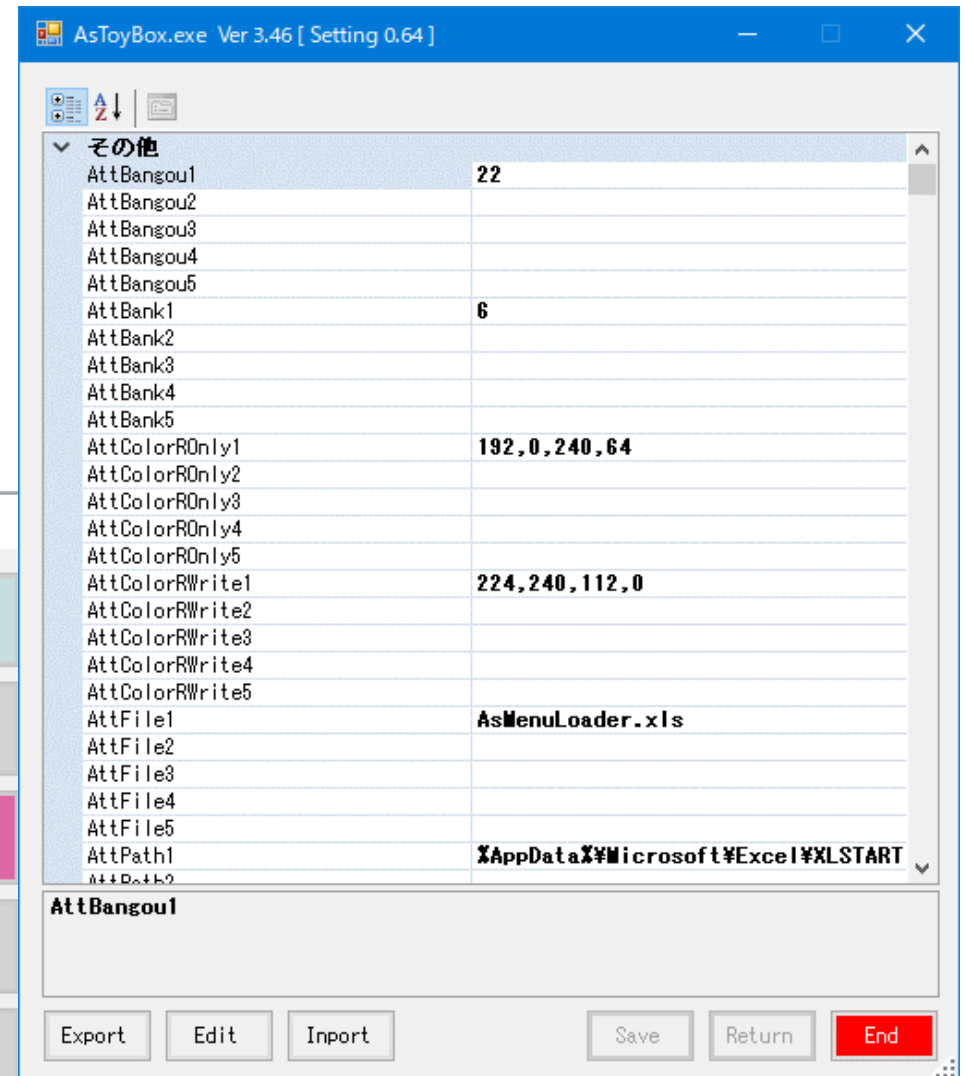 AsToyBox.exe Ver 3.46 [ Setting 0.64 ]
その他
AttBangou1 22
AttBangou2
AttBangou3
AttBangou4
AttBangou5
AttBank1 6
AttBank2
AttBank3
AttBank4
AttBank5
AttColorROnly1 192,0,240,64
AttColorROnly2
AttColorROnly3
AttColorROnly4
AttColorROnly5
AttColorRWrite1 224,240,112,0
AttColorRWrite2
AttColorRWrite3
AttColorRWrite4
AttColorRWrite5
AttFile1 AsMenuLoader.xls
AttFile2
AttFile3
AttFile4
AttFile5
AttPath1 %AppData%¥Microsoft¥Excel¥XLSTART
AttPath2
AttBangou1
Export Edit Inport Save Return End